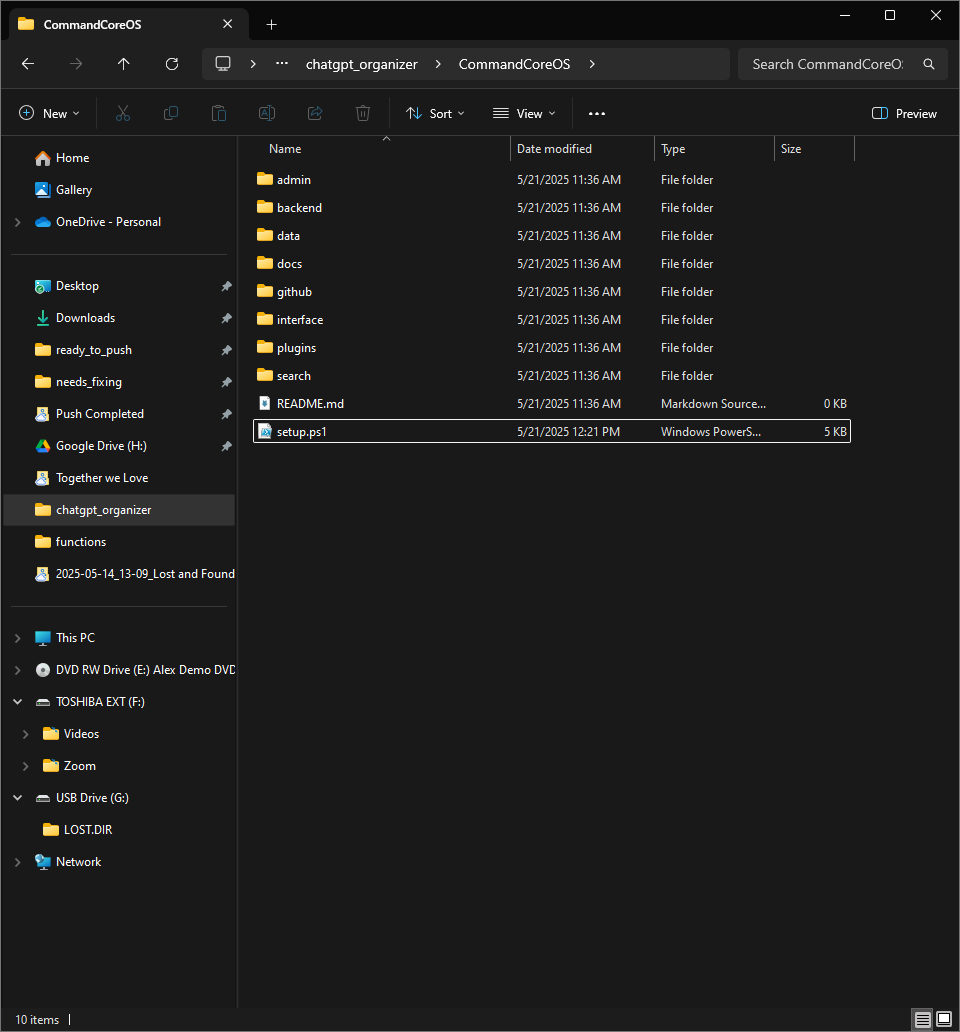 CommandCoreOS
chatgpt_organizer CommandCoreOS Search CommandCoreOS
New Sort View Preview
Home
Gallery
OneDrive - Personal
Desktop
Downloads
ready_to_push
needs_fixing
Push Completed
Google Drive (H:)
Together we Love
chatgpt_organizer
functions
2025-05-14_13-09_Lost and Found
This PC
DVD RW Drive (E:) Alex Demo DVD
TOSHIBA EXT (F:)
Videos
Zoom
USB Drive (G:)
LOST.DIR
Network
Name Date modified Type Size
admin 5/21/2025 11:36 AM File folder
backend 5/21/2025 11:36 AM File folder
data 5/21/2025 11:36 AM File folder
docs 5/21/2025 11:36 AM File folder
github 5/21/2025 11:36 AM File folder
interface 5/21/2025 11:36 AM File folder
plugins 5/21/2025 11:36 AM File folder
search 5/21/2025 11:36 AM File folder
README.md 5/21/2025 11:36 AM Markdown Source... 0 KB
setup.ps1 5/21/2025 12:21 PM Windows PowerS... 5 KB
10 items